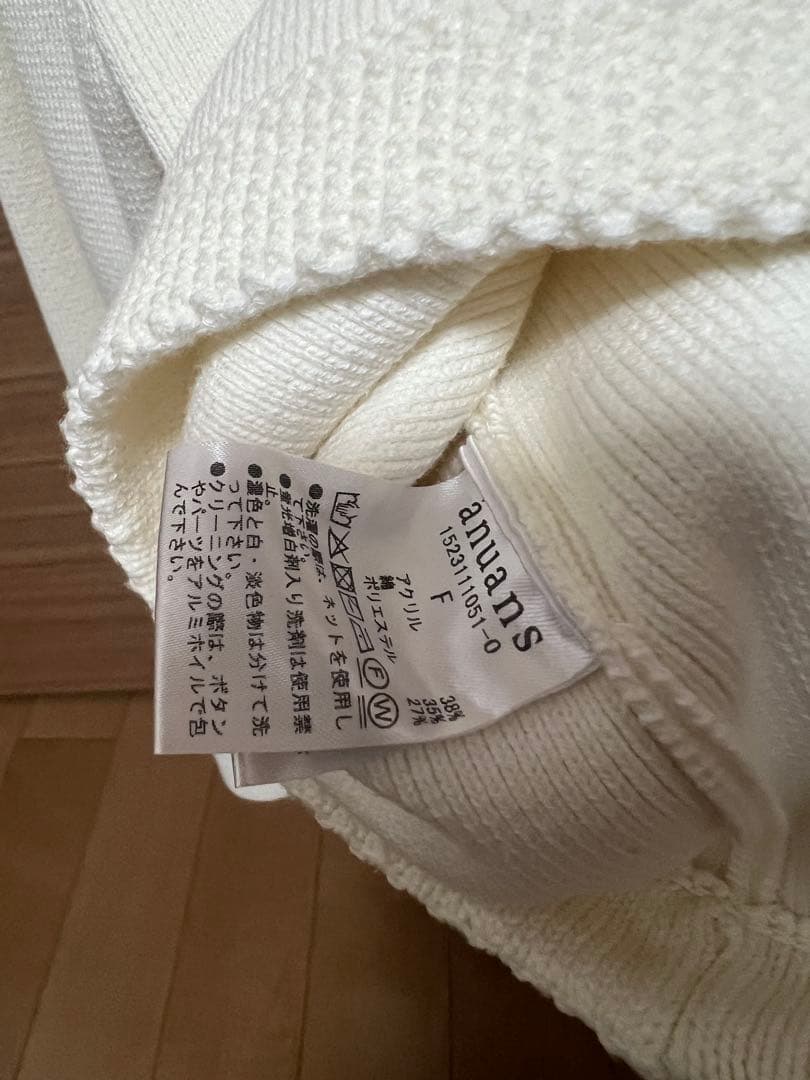 anuans
1523111051-0
F
アクリル 38%
綿 35%
ポリエステル 27%
F W
●洗濯の際は、ネットを使用し
て下さい。
●蛍光増白剤入り洗剤は使用禁
止。
●濃色と白・淡色物は分けて洗
って下さい。
●クリーニングの際は、ボタン
やパーツをアルミホイルで包
んで下さい。